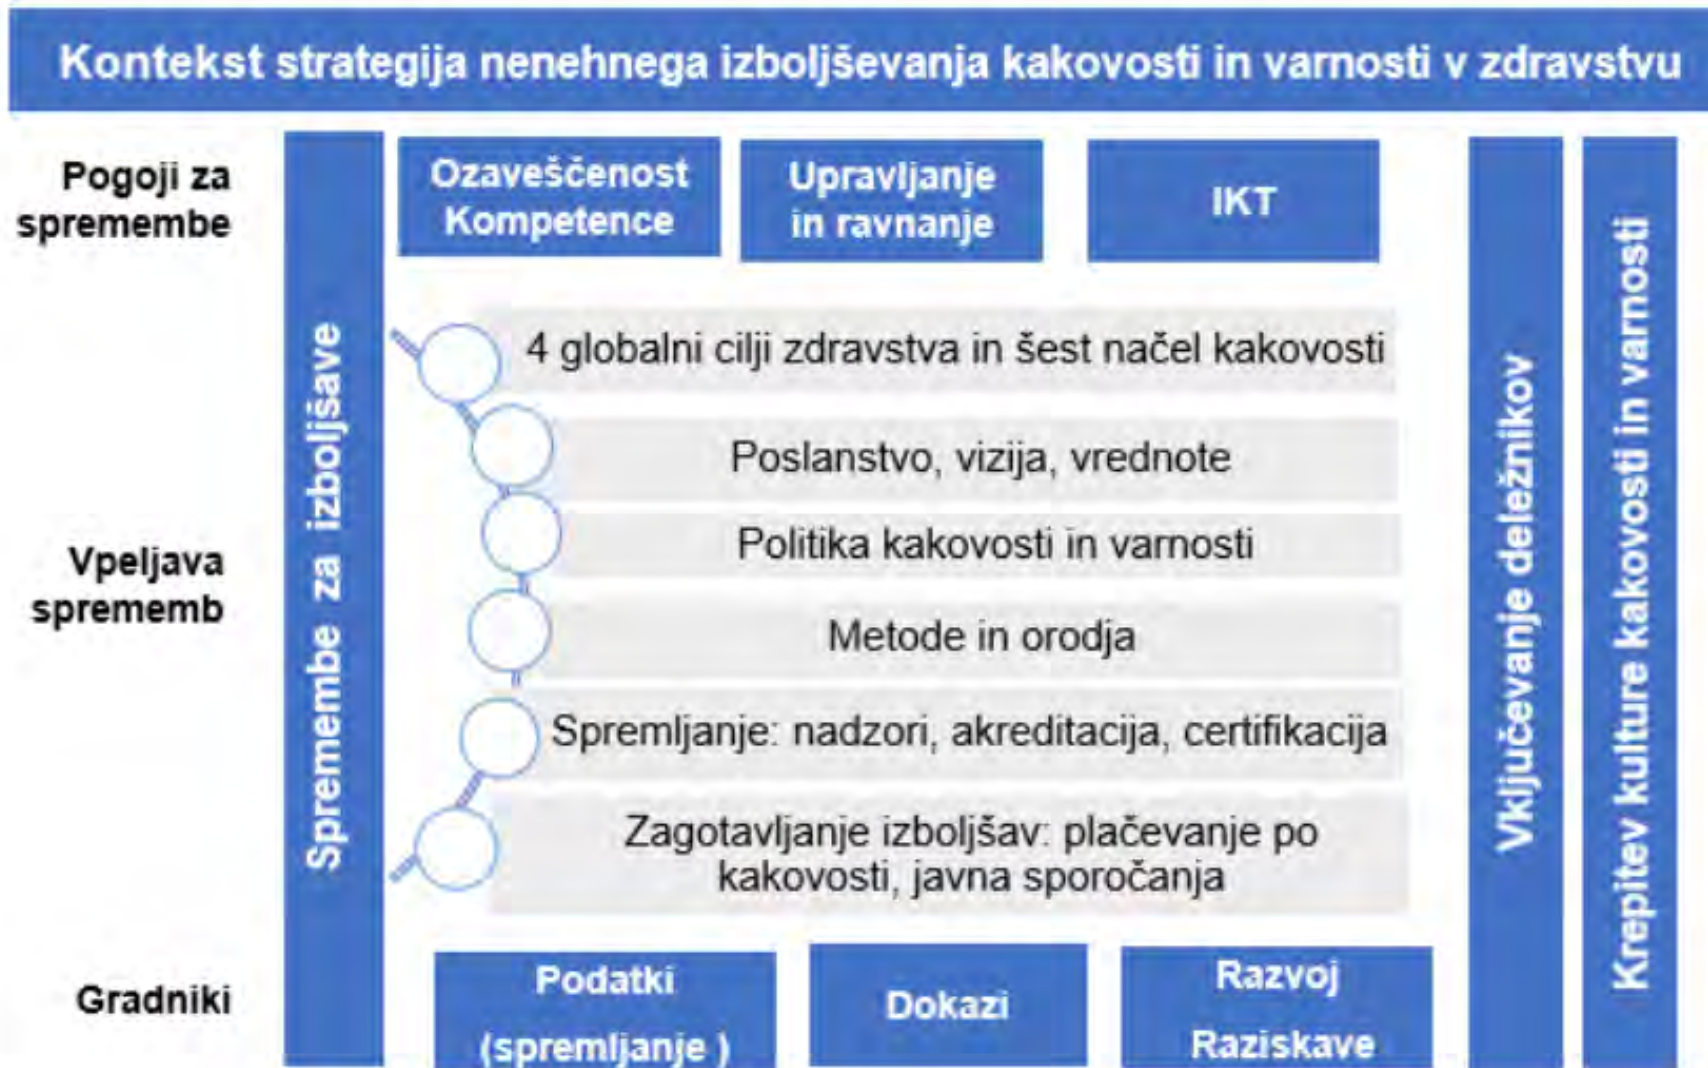 Kontekst strategija nenehnega izboljševanja kakovosti in varnosti v zdravstvu
Pogoji za
spremembe
Ozaveščenost
Kompetence
Upravljanje
in ravnanje
IKT
Spremembe za izboljšave
Vpeljava
sprememb
4 globalni cilji zdravstva in šest načel kakovosti
Poslanstvo, vizija, vrednote
Politika kakovosti in varnosti
Metode in orodja
Spremljanje: nadzori, akreditacija, certifikacija
Zagotavljanje izboljšav: plačevanje po
kakovosti, javna sporočanja
Vključevanje deležnikov
Krepitev kulture kakovosti in varnosti
Gradniki
Podatki
(spremljanje )
Dokazi
Razvoj
Raziskave